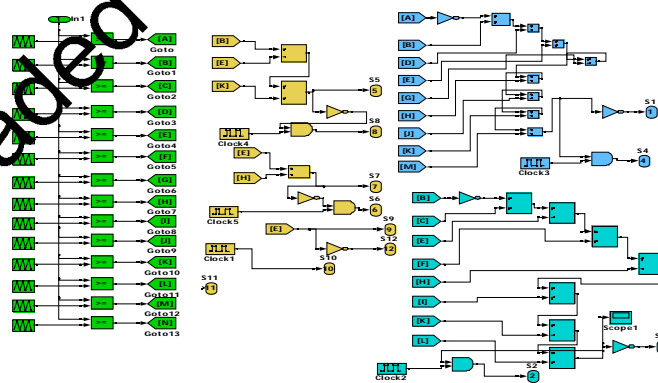 In1
[A]
Goto
[B]
Goto1
[C]
Goto2
[D]
Goto3
[E]
Goto4
[F]
Goto5
[G]
Goto6
[H]
Goto7
[I]
Goto8
[J]
Goto9
[K]
Goto10
[L]
Goto11
[M]
Goto12
[N]
Goto13
[B]
[E]
[K]
S5
5
S8
8
Clock4
[E]
[H]
S7
7
S6
6
Clock5
[E]
S9
9
S12
12
Clock1
S10
10
S11
11
[A]
[B]
[D]
[E]
[G]
[H]
[J]
[K]
[M]
S1
1
S4
4
Clock3
[B]
[C]
[E]
[F]
[H]
[I]
[K]
[L]
Scope1
S2
2
Clock2